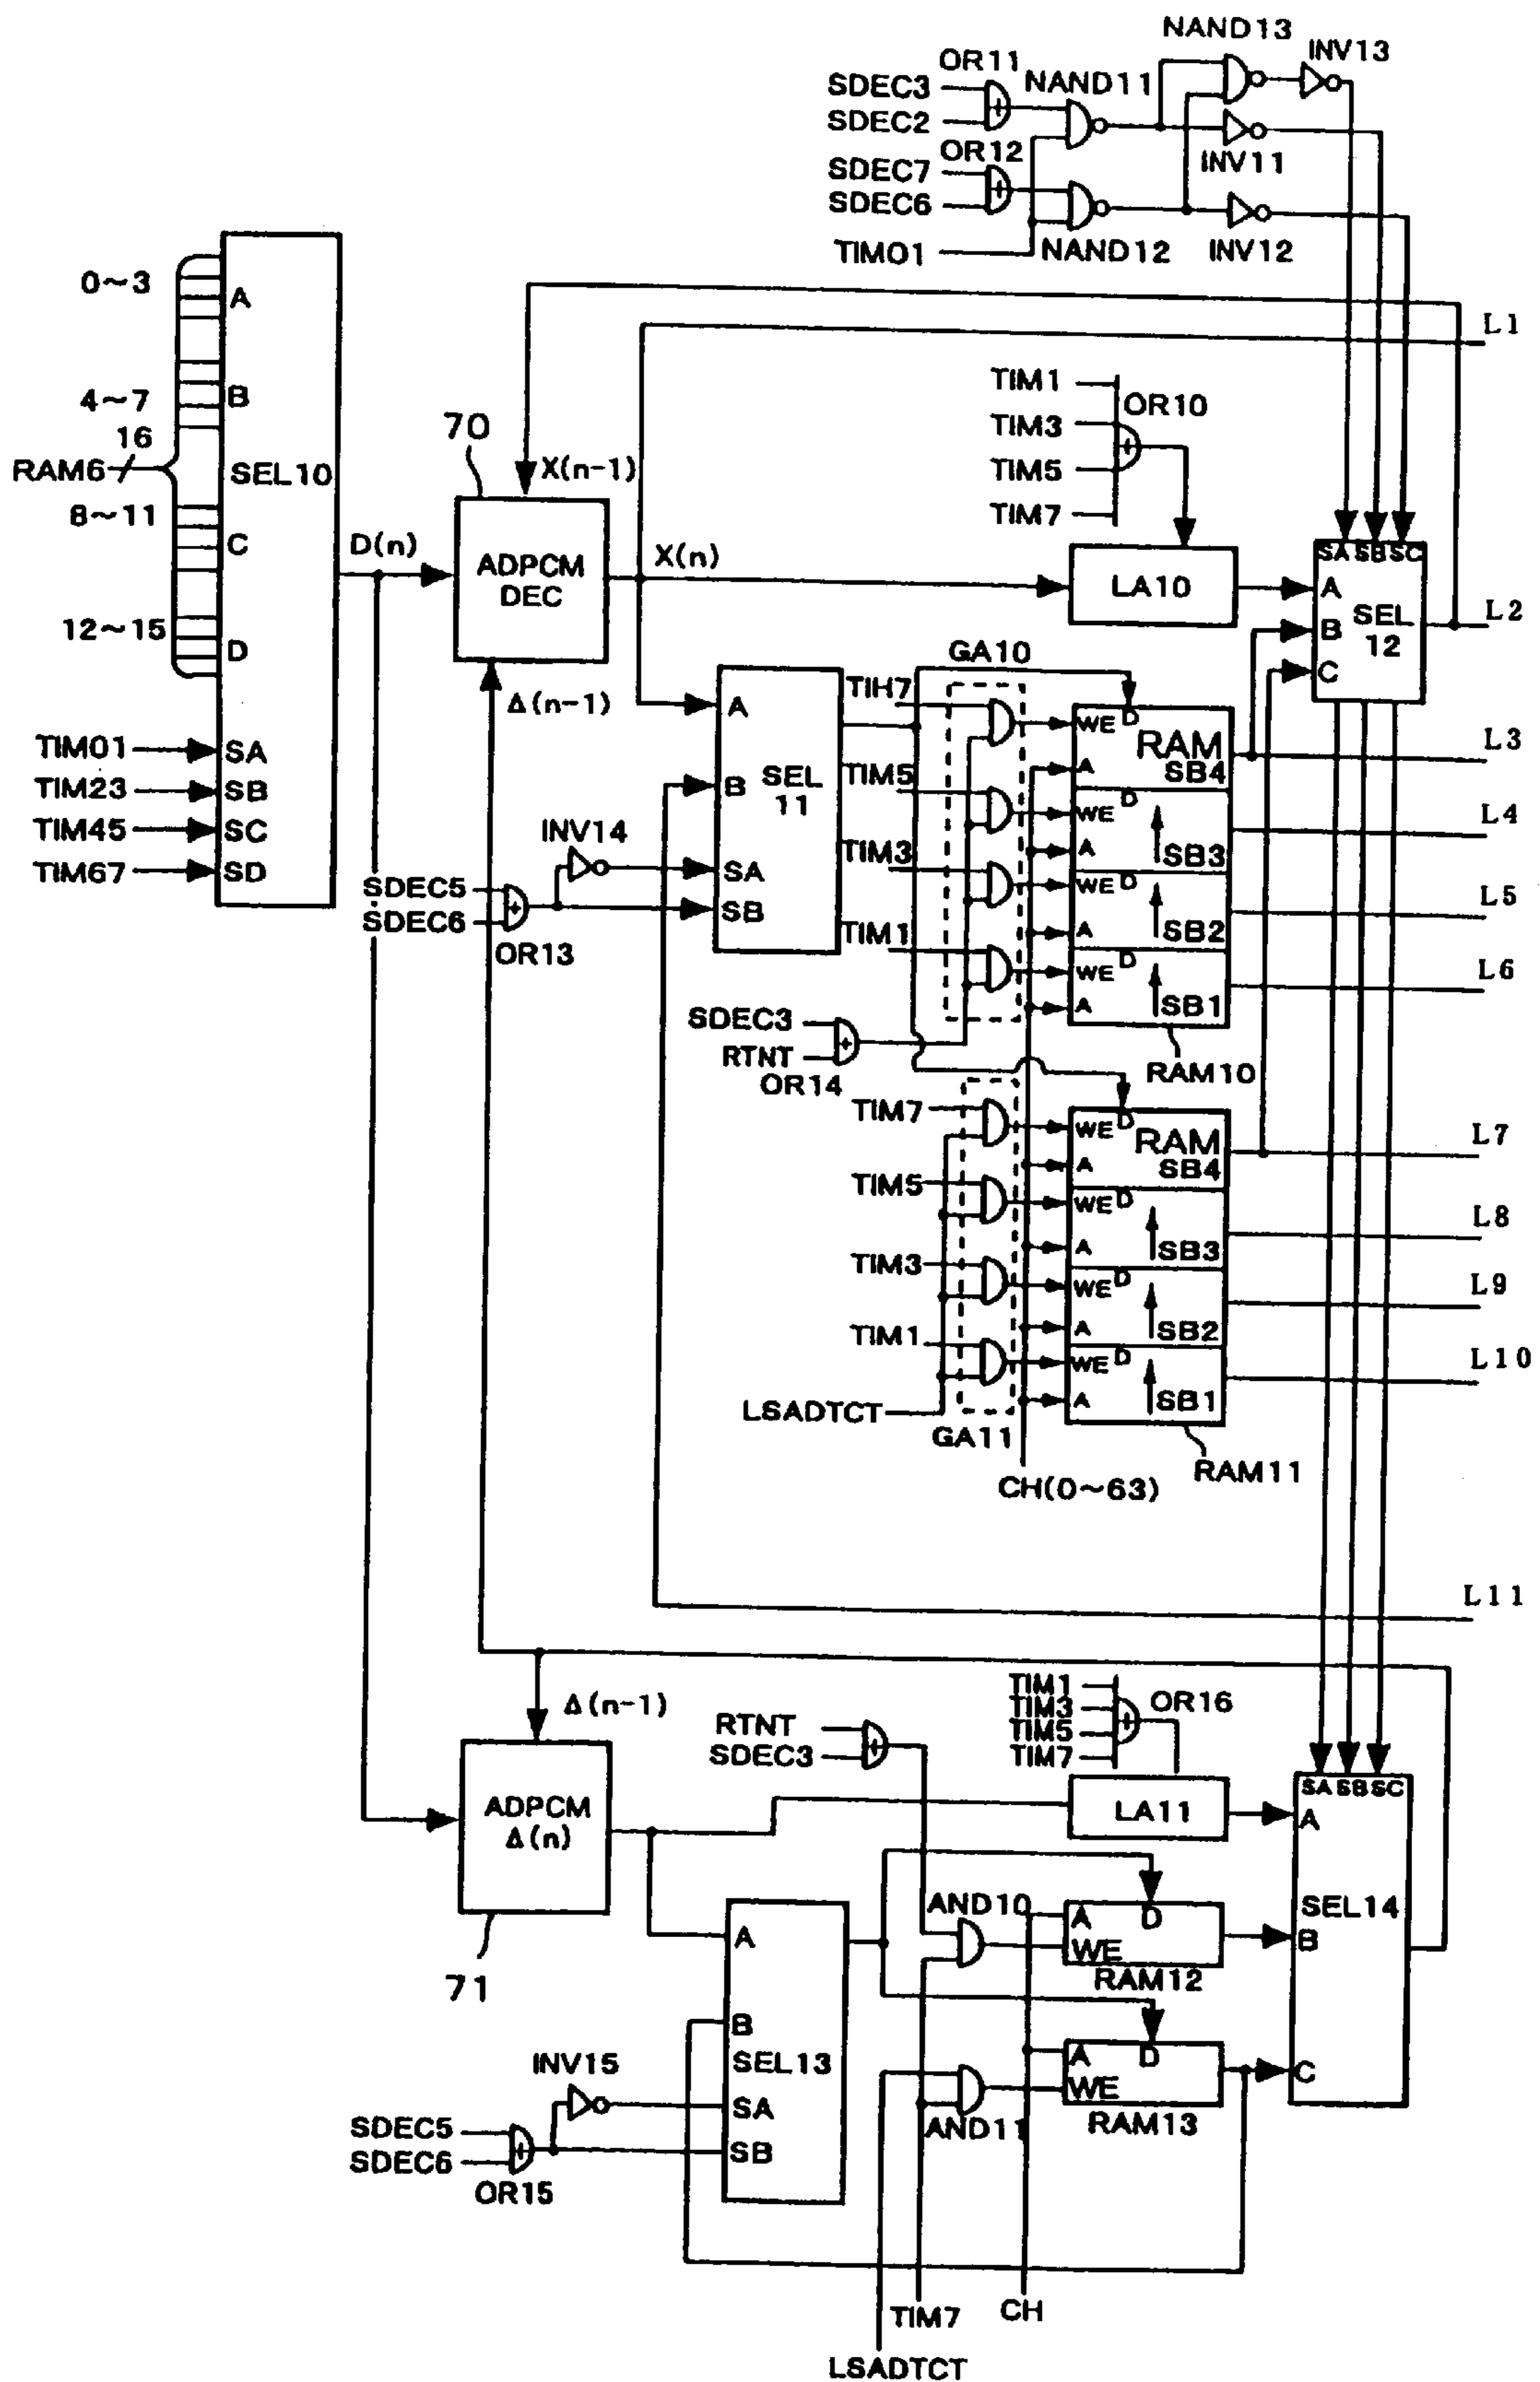 NAND13
INV13
OR11
NAND11
SDEC3
SDEC2
OR12
INV11
SDEC7
SDEC6
TIM01
NAND12
INV12
0~3
A
4~7
B
16
RAM6
SEL10
8~11
C
12~15
D
TIM01
SA
TIM23
SB
TIM45
SC
TIM67
SD
D(n)
70
X(n-1)
ADPCM
DEC
X(n)
Δ(n-1)
L1
TIM1
TIM3
OR10
TIM5
TIM7
LA10
SA SB SC
A
SEL
12
B
C
L2
GA10
TIH7
A
SEL
11
B
SA
SB
INV14
SDEC5
SDEC6
OR13
WE D
RAM
SB4
A
L3
TIM5
WE D
SB3
A
L4
TIM3
WE D
SB2
A
L5
TIM1
WE D
SB1
A
L6
SDEC3
RTNT
OR14
RAM10
TIM7
WE D
RAM
SB4
A
L7
TIM5
WE D
SB3
A
L8
TIM3
WE D
SB2
A
L9
TIM1
WE D
SB1
A
L10
LSADTCT
GA11
RAM11
CH(0~63)
L11
Δ(n-1)
RTNT
SDEC3
TIM1
TIM3
TIM5
TIM7
OR16
ADPCM
Δ(n)
71
LA11
SA SB SC
A
SEL14
B
C
AND10
A
D
WE
RAM12
A
B
SEL13
SA
SB
INV15
SDEC5
SDEC6
OR15
A
D
WE
RAM13
AND11
TIM7
CH
LSADTCT